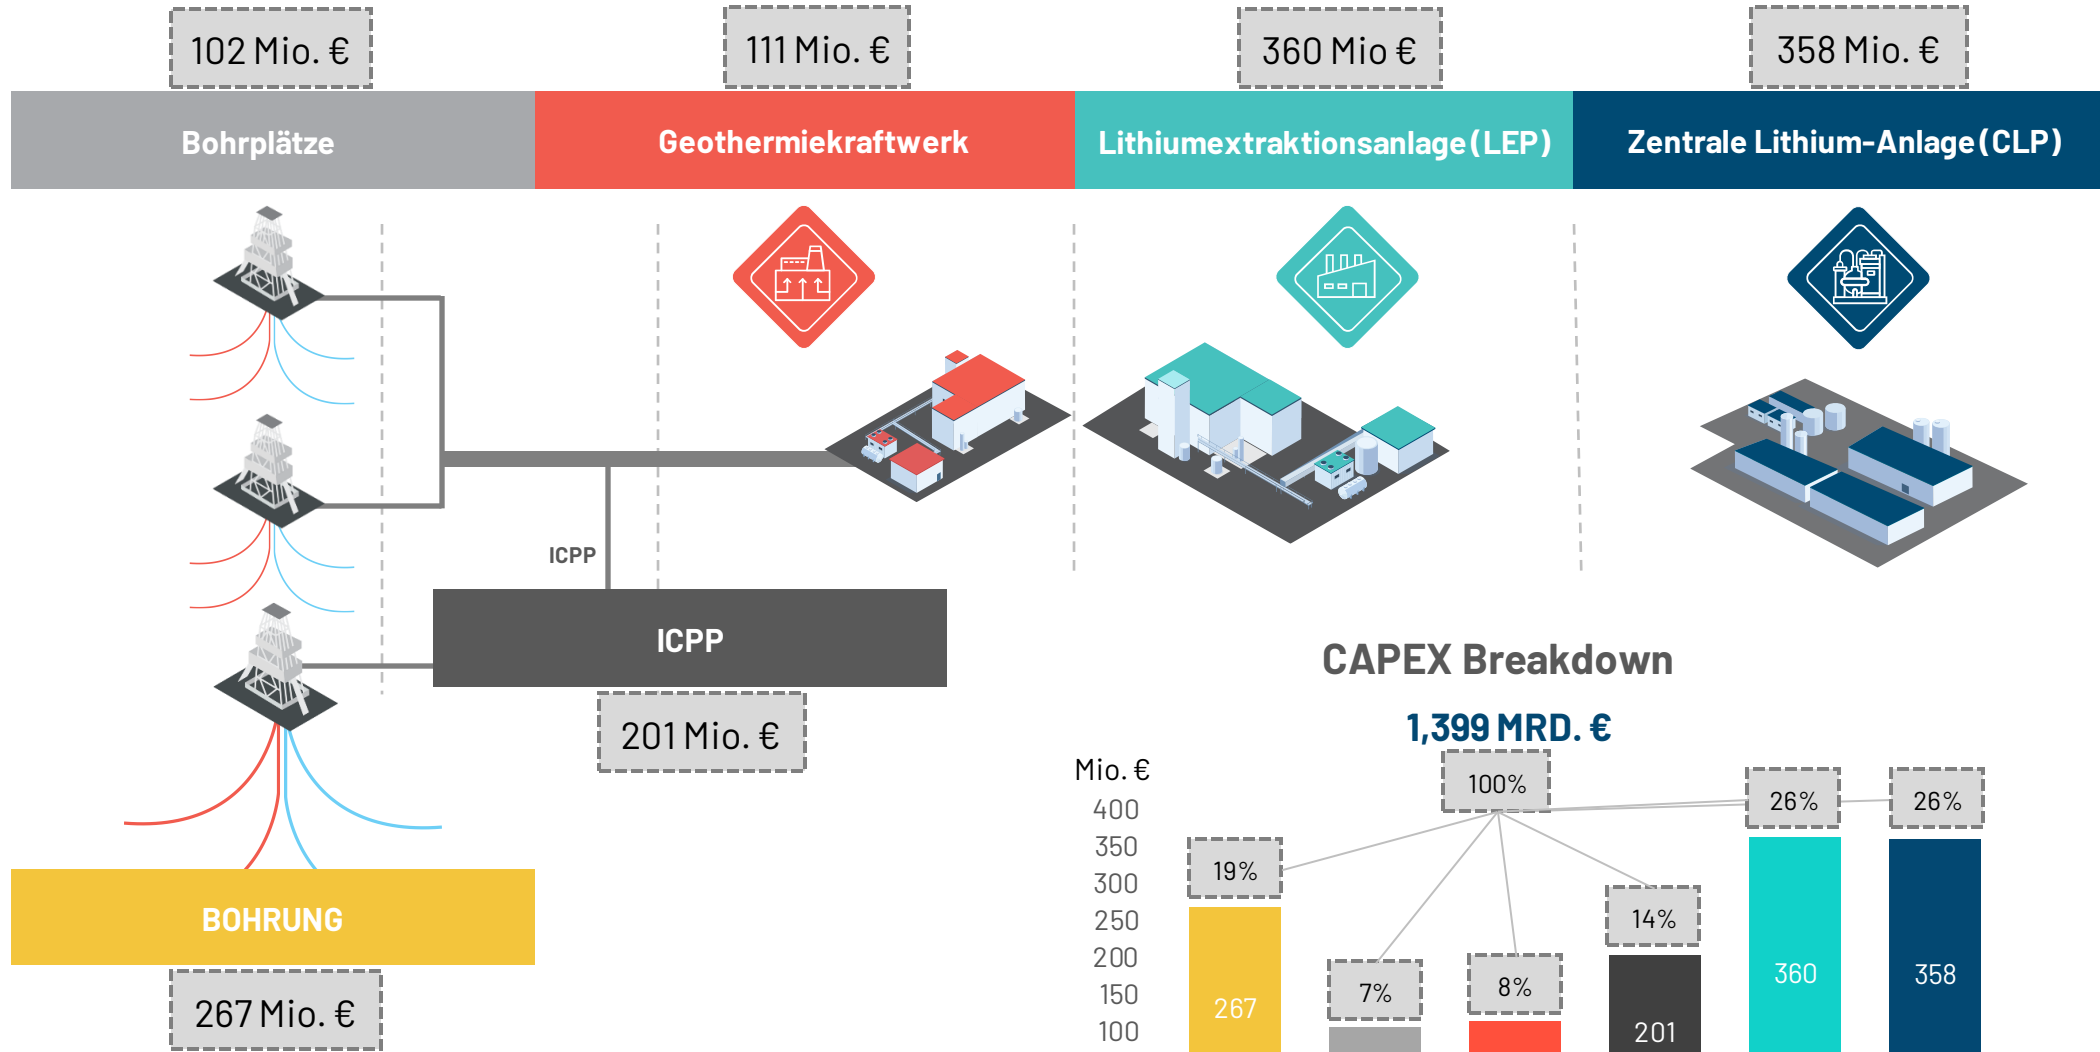 102 Mio. €
111 Mio. €
360 Mio €
358 Mio. €
Bohrplätze
Geothermiekraftwerk
Lithiumextraktionsanlage (LEP)
Zentrale Lithium-Anlage (CLP)
ICPP
ICPP
201 Mio. €
BOHRUNG
267 Mio. €
CAPEX Breakdown
1,399 MRD. €
Mio. €
400
350
300
250
200
150
100
100%
19%
7%
8%
14%
26%
26%
267
201
360
358